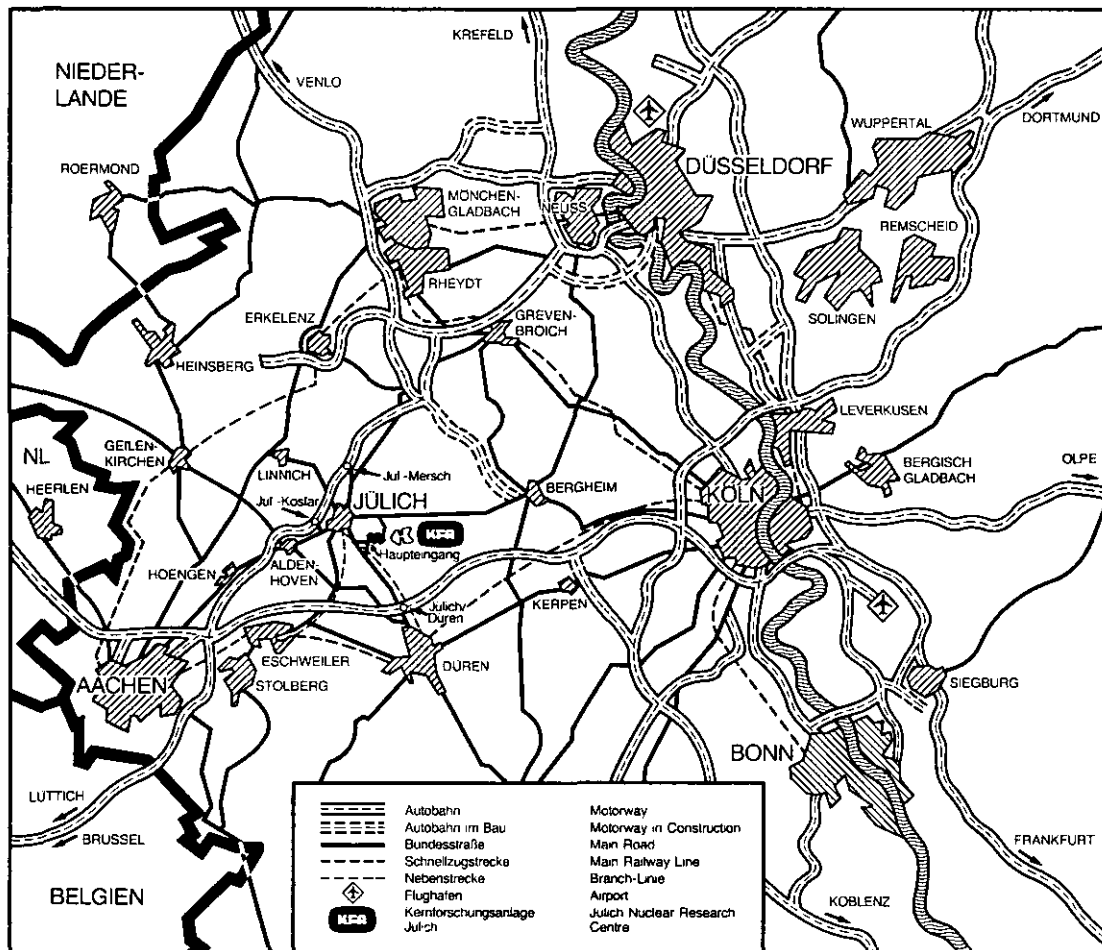 KREFELD
NIEDER-
LANDE
VENLO
DORTMUND
WUPPERTAL
DÜSSELDORF
ROERMOND
MÖNCHEN-
GLADBACH
NEUSS
REMSCHEID
RHEYDT
ERKELENZ
GREVEN-
BROICH
SOLINGEN
HEINSBERG
LEVERKUSEN
GEILEN-
KIRCHEN
NL
HEERLEN
LINNICH
Jül-Mersch
BERGISCH
GLADBACH
OLPE
Jül-Koslar
JÜLICH
BERGHEIM
KÖLN
KFA
Haupteingang
HOENGEN
ALDEN-
HOVEN
KERPEN
Jülich/
Düren
ESCHWEILER
DÜREN
AACHEN
STOLBERG
SIEGBURG
BONN
LÜTTICH
BRÜSSEL
FRANKFURT
BELGIEN
KOBLENZ
Autobahn Motorway
Autobahn im Bau Motorway in Construction
Bundesstraße Main Road
Schnellzugstrecke Main Railway Line
Nebenstrecke Branch-Line
Flughafen Airport
KFA Kernforschungsanlage Jülich Nuclear Research
Jülich Centre